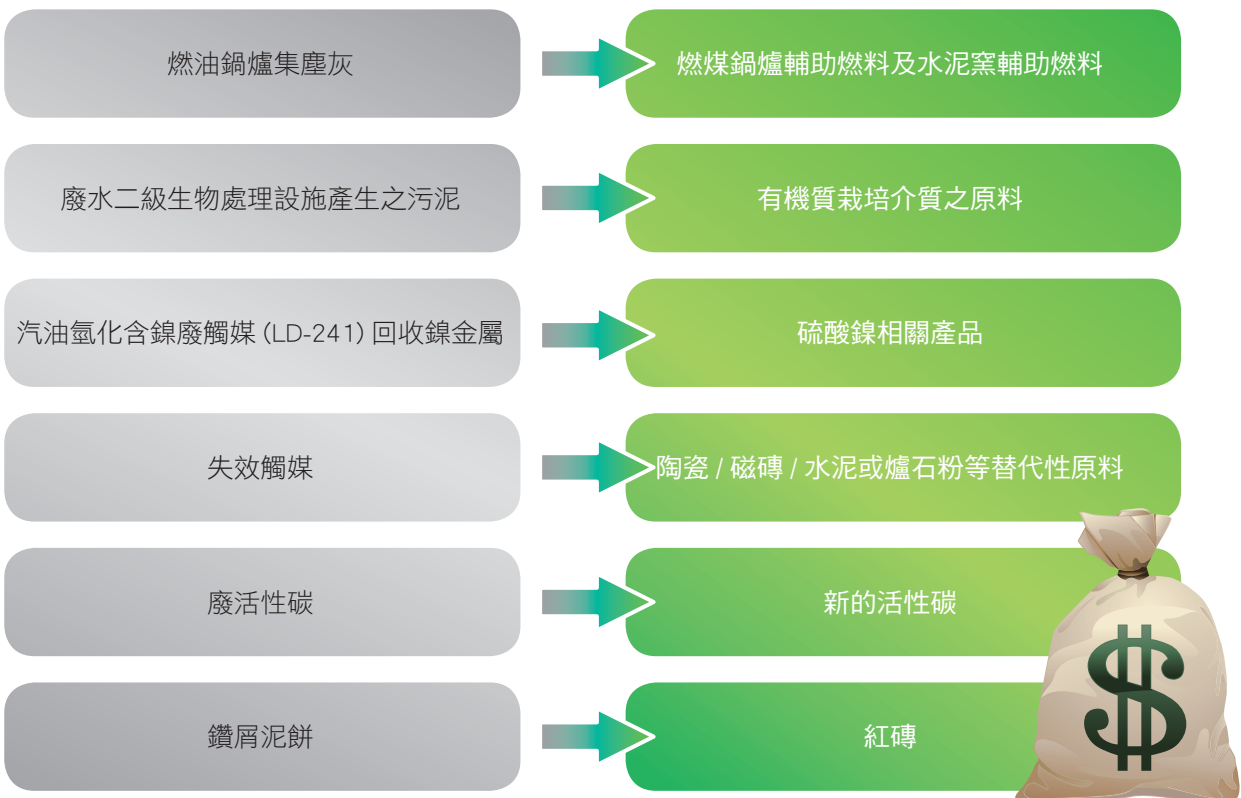 燃油鍋爐集塵灰
燃煤鍋爐輔助燃料及水泥窯輔助燃料
廢水二級生物處理設施產生之污泥
有機質栽培介質之原料
汽油氫化含鎳廢觸媒 (LD-241) 回收鎳金屬
硫酸鎳相關產品
失效觸媒
陶瓷 / 磁磚 / 水泥或爐石粉等替代性原料
廢活性碳
新的活性碳
鑽屑泥餅
紅磚
$